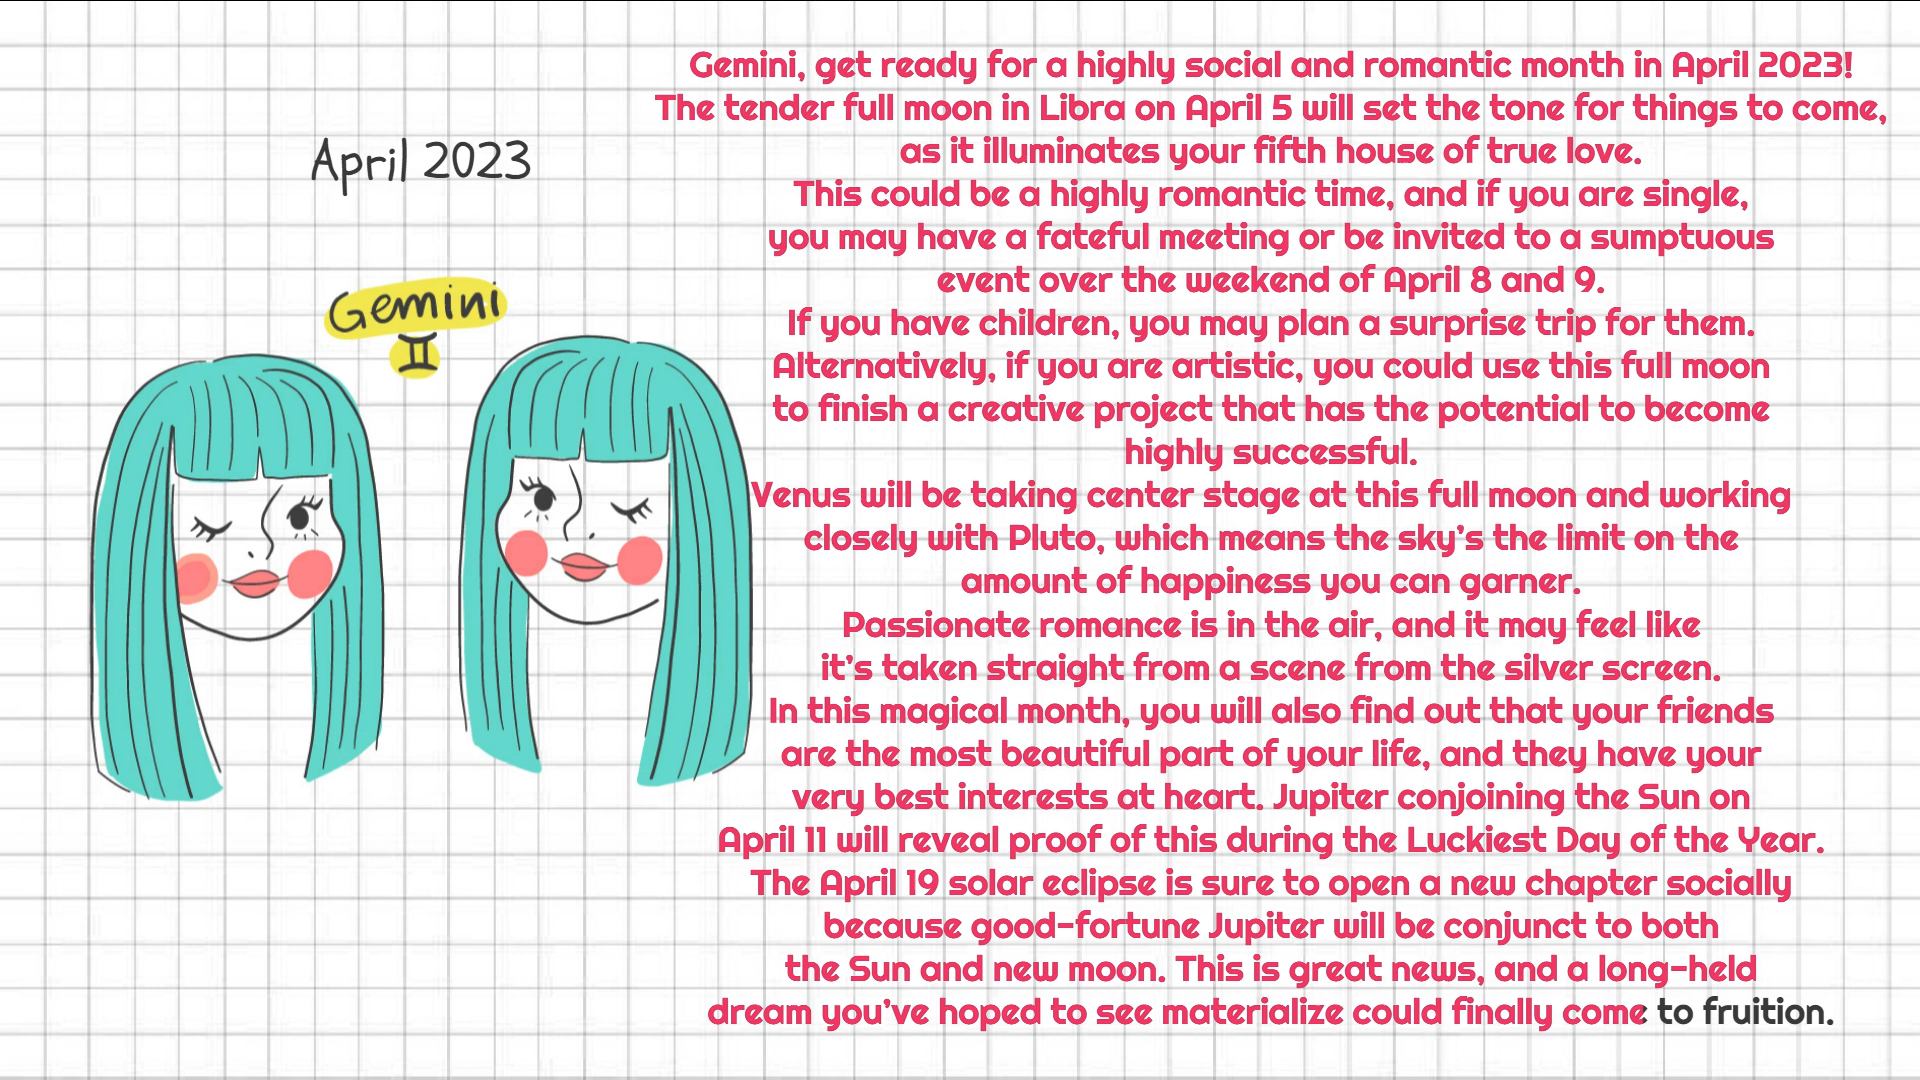 April 2023
Gemini
♊
Gemini, get ready for a highly social and romantic month in April 2023!
The tender full moon in Libra on April 5 will set the tone for things to come,
as it illuminates your fifth house of true love.
This could be a highly romantic time, and if you are single,
you may have a fateful meeting or be invited to a sumptuous
event over the weekend of April 8 and 9.
If you have children, you may plan a surprise trip for them.
Alternatively, if you are artistic, you could use this full moon
to finish a creative project that has the potential to become
highly successful.
Venus will be taking center stage at this full moon and working
closely with Pluto, which means the sky's the limit on the
amount of happiness you can garner.
Passionate romance is in the air, and it may feel like
it's taken straight from a scene from the silver screen.
In this magical month, you will also find out that your friends
are the most beautiful part of your life, and they have your
very best interests at heart. Jupiter conjoining the Sun on
April 11 will reveal proof of this during the Luckiest Day of the Year.
The April 19 solar eclipse is sure to open a new chapter socially
because good-fortune Jupiter will be conjunct to both
the Sun and new moon. This is great news, and a long-held
dream you've hoped to see materialize could finally come to fruition.